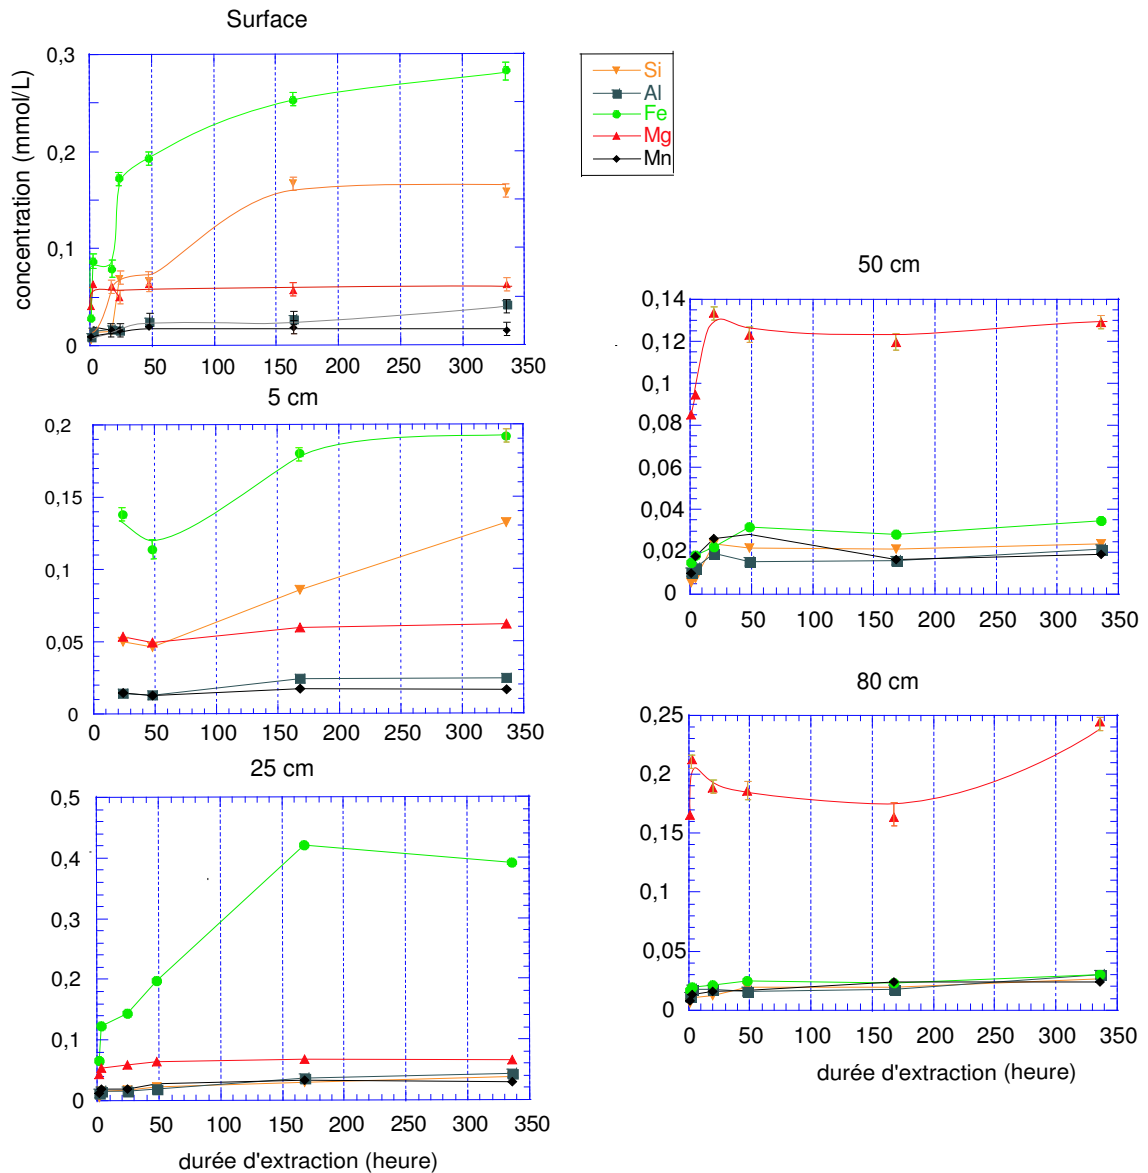 Surface
concentration (mmol/L)
0,3
0,2
0,1
0
0 50 100 150 200 250 300 350
Si
Al
Fe
Mg
Mn
5 cm
0,2
0,15
0,1
0,05
0
0 50 100 150 200 250 300 350
25 cm
0,5
0,4
0,3
0,2
0,1
0
0 50 100 150 200 250 300 350
durée d'extraction (heure)
50 cm
0,14
0,12
0,1
0,08
0,06
0,04
0,02
0
0 50 100 150 200 250 300 350
80 cm
0,25
0,2
0,15
0,1
0,05
0
0 50 100 150 200 250 300 350
durée d'extraction (heure)